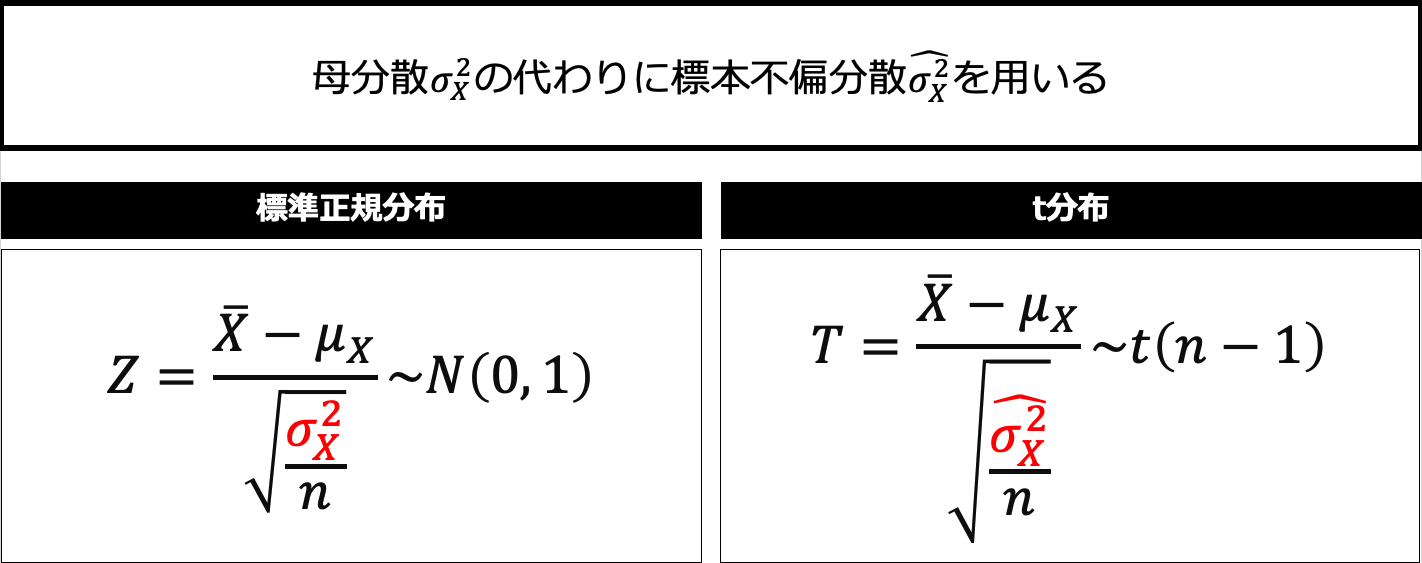 母分散$\sigma_X^2$の代わりに標本不偏分散$\widehat{\sigma_X^2}$を用いる
標準正規分布
$Z = \frac{\bar{X} - \mu_X}{\sqrt{\frac{\sigma_X^2}{n}}} \sim N(0, 1)$
t分布
$T = \frac{\bar{X} - \mu_X}{\sqrt{\frac{\widehat{\sigma_X^2}}{n}}} \sim t(n - 1)$